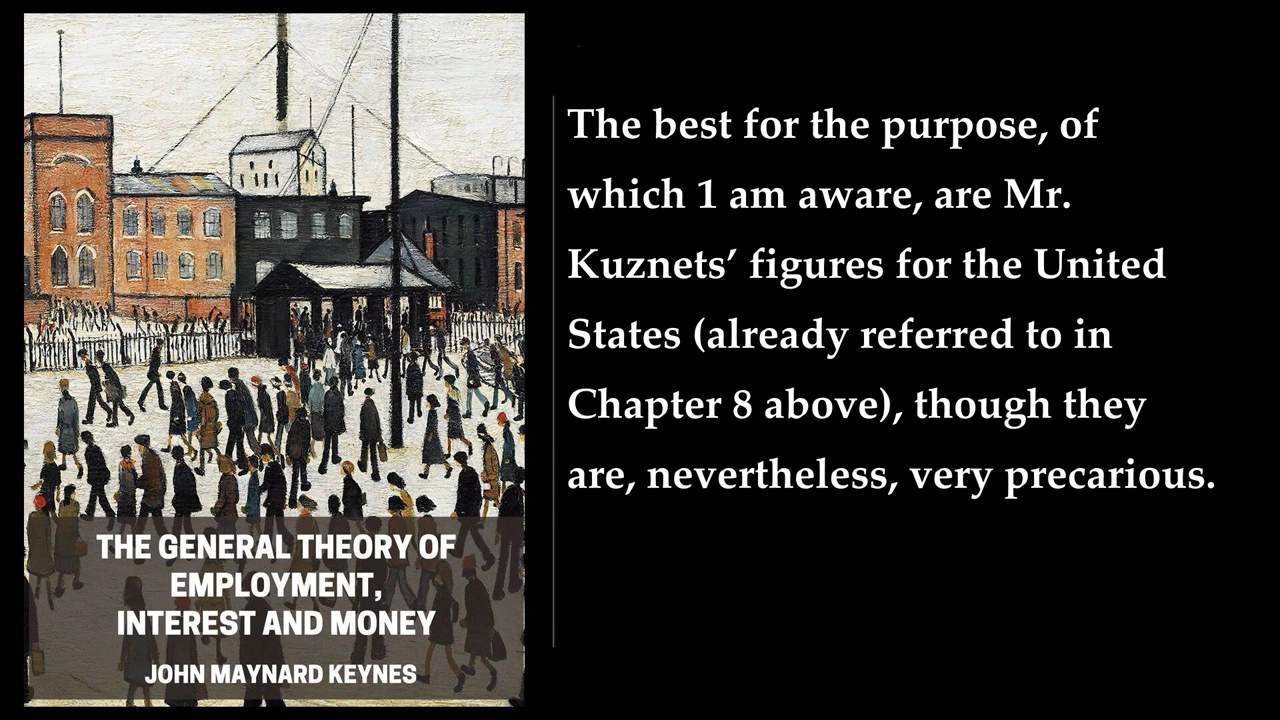 The best for the purpose, of
which 1 am aware, are Mr.
Kuznets’ figures for the United
States (already referred to in
Chapter 8 above), though they
are, nevertheless, very precarious.
THE GENERAL THEORY OF
EMPLOYMENT,
INTEREST AND MONEY
JOHN MAYNARD KEYNES